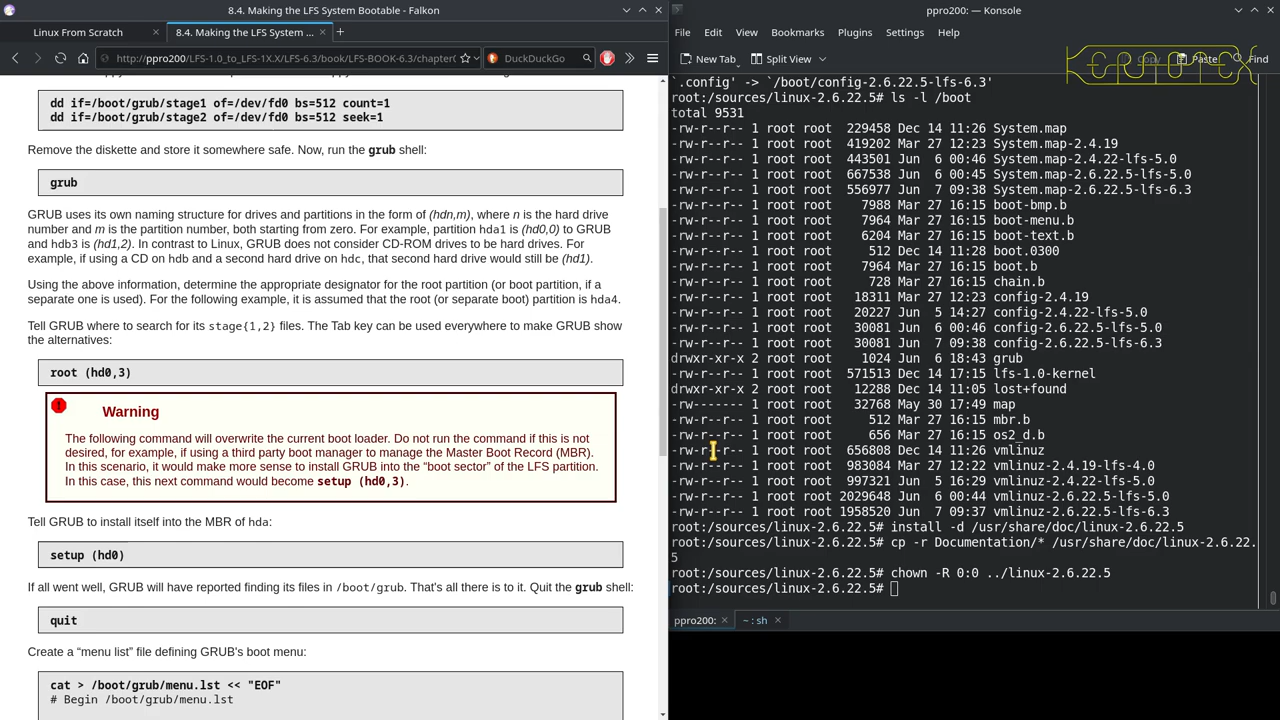 8.4. Making the LFS System Bootable - Falkon
Linux From Scratch
8.4. Making the LFS System ...
http://ppro200/LFS-1.0_to_LFS-1X.X/LFS-6.3/book/LFS-BOOK-6.3/chapter(
DuckDuckGo
dd if=/boot/grub/stage1 of=/dev/fd0 bs=512 count=1
dd if=/boot/grub/stage2 of=/dev/fd0 bs=512 seek=1
Remove the diskette and store it somewhere safe. Now, run the grub shell:
grub
GRUB uses its own naming structure for drives and partitions in the form of (hdn,m), where n is the hard drive
number and m is the partition number, both starting from zero. For example, partition hda1 is (hd0,0) to GRUB
and hdb3 is (hd1,2). In contrast to Linux, GRUB does not consider CD-ROM drives to be hard drives. For
example, if using a CD on hdb and a second hard drive on hdc, that second hard drive would still be (hd1).
Using the above information, determine the appropriate designator for the root partition (or boot partition, if a
separate one is used). For the following example, it is assumed that the root (or separate boot) partition is hda4.
Tell GRUB where to search for its stage{1,2} files. The Tab key can be used everywhere to make GRUB show
the alternatives:
root (hd0,3)
Warning
The following command will overwrite the current boot loader. Do not run the command if this is not
desired, for example, if using a third party boot manager to manage the Master Boot Record (MBR).
In this scenario, it would make more sense to install GRUB into the “boot sector” of the LFS partition.
In this case, this next command would become setup (hd0,3).
Tell GRUB to install itself into the MBR of hda:
setup (hd0)
If all went well, GRUB will have reported finding its files in /boot/grub. That's all there is to it. Quit the grub shell:
quit
Create a “menu list” file defining GRUB's boot menu:
cat > /boot/grub/menu.lst << "EOF"
# Begin /boot/grub/menu.lst
ppro200: — Konsole
File Edit View Bookmarks Plugins Settings Help
New Tab Split View Copy Paste Find
`.config' -> `/boot/config-2.6.22.5-lfs-6.3'
root:/sources/linux-2.6.22.5# ls -l /boot
total 9531
-rw-r--r-- 1 root root 229458 Dec 14 11:26 System.map
-rw-r--r-- 1 root root 419202 Mar 27 12:23 System.map-2.4.19
-rw-r--r-- 1 root root 443501 Jun 6 00:46 System.map-2.4.22-lfs-5.0
-rw-r--r-- 1 root root 667538 Jun 6 00:45 System.map-2.6.22.5-lfs-5.0
-rw-r--r-- 1 root root 556977 Jun 7 09:38 System.map-2.6.22.5-lfs-6.3
-rw-r--r-- 1 root root 7988 Mar 27 16:15 boot-bmp.b
-rw-r--r-- 1 root root 7964 Mar 27 16:15 boot-menu.b
-rw-r--r-- 1 root root 6204 Mar 27 16:15 boot-text.b
-rw-r--r-- 1 root root 512 Dec 14 11:28 boot.0300
-rw-r--r-- 1 root root 7964 Mar 27 16:15 boot.b
-rw-r--r-- 1 root root 728 Mar 27 16:15 chain.b
-rw-r--r-- 1 root root 18311 Mar 27 12:23 config-2.4.19
-rw-r--r-- 1 root root 20227 Jun 5 14:27 config-2.4.22-lfs-5.0
-rw-r--r-- 1 root root 30081 Jun 6 00:46 config-2.6.22.5-lfs-5.0
-rw-r--r-- 1 root root 30081 Jun 7 09:38 config-2.6.22.5-lfs-6.3
drwxr-xr-x 2 root root 1024 Jun 6 18:43 grub
-rw-r--r-- 1 root root 571513 Dec 14 17:15 lfs-1.0-kernel
drwxr-xr-x 2 root root 12288 Dec 14 11:05 lost+found
-rw------- 1 root root 32768 May 30 17:49 map
-rw-r--r-- 1 root root 512 Mar 27 16:15 mbr.b
-rw-r--r-- 1 root root 656 Mar 27 16:15 os2_d.b
-rw-r--r-- 1 root root 656808 Dec 14 11:26 vmlinuz
-rw-r--r-- 1 root root 983084 Mar 27 12:22 vmlinuz-2.4.19-lfs-4.0
-rw-r--r-- 1 root root 997321 Jun 5 16:29 vmlinuz-2.4.22-lfs-5.0
-rw-r--r-- 1 root root 2029648 Jun 6 00:44 vmlinuz-2.6.22.5-lfs-5.0
-rw-r--r-- 1 root root 1958520 Jun 7 09:37 vmlinuz-2.6.22.5-lfs-6.3
root:/sources/linux-2.6.22.5# install -d /usr/share/doc/linux-2.6.22.5
root:/sources/linux-2.6.22.5# cp -r Documentation/* /usr/share/doc/linux-2.6.22.
5
root:/sources/linux-2.6.22.5# chown -R 0:0 ../linux-2.6.22.5
root:/sources/linux-2.6.22.5#
ppro200: ~ : sh